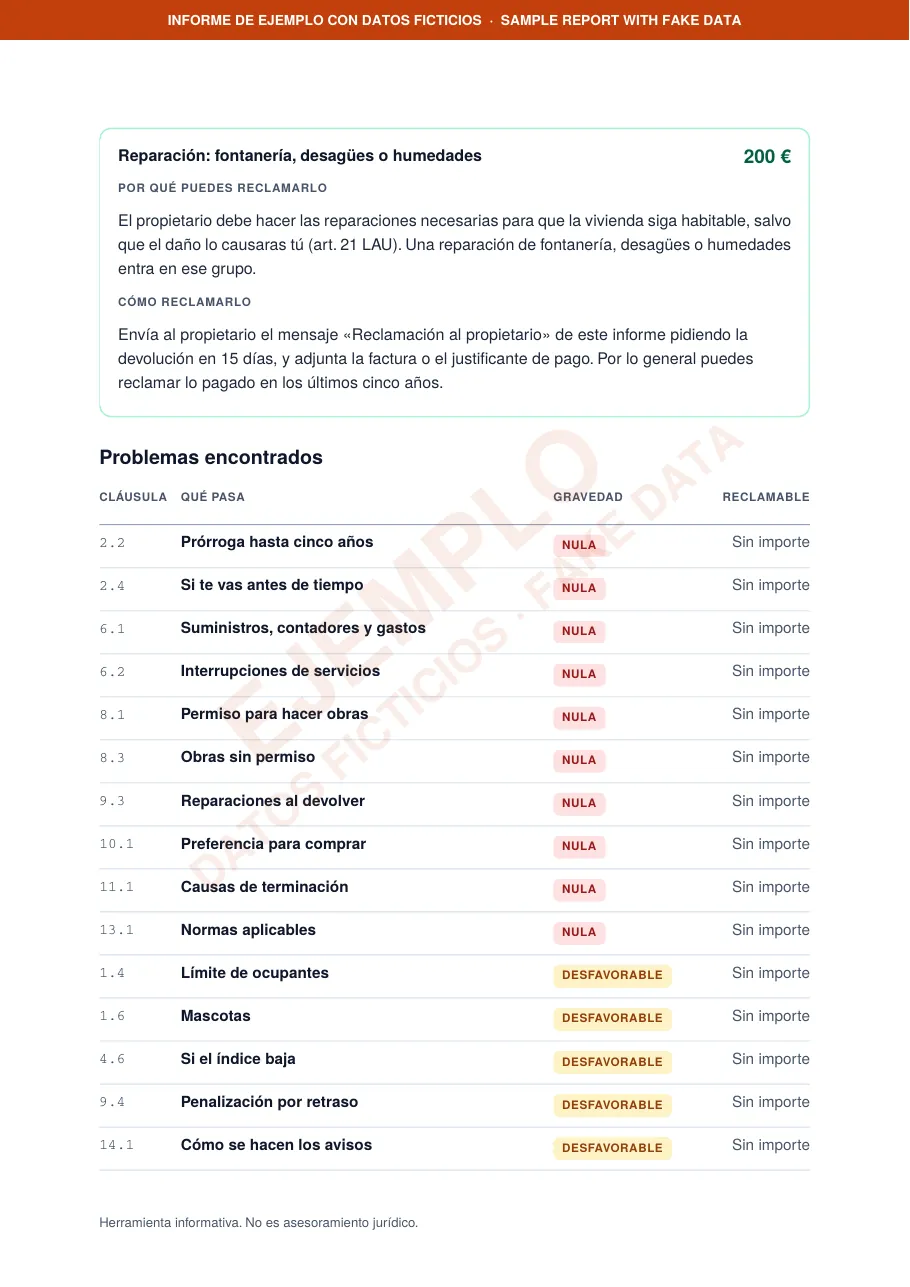 INFORME DE EJEMPLO CON DATOS FICTICIOS · SAMPLE REPORT WITH FAKE DATA
Reparación: fontanería, desagües o humedades 200 €
POR QUÉ PUEDES RECLAMARLO
El propietario debe hacer las reparaciones necesarias para que la vivienda siga habitable, salvo
que el daño lo causaras tú (art. 21 LAU). Una reparación de fontanería, desagües o humedades
entra en ese grupo.
CÓMO RECLAMARLO
Envía al propietario el mensaje «Reclamación al propietario» de este informe pidiendo la
devolución en 15 días, y adjunta la factura o el justificante de pago. Por lo general puedes
reclamar lo pagado en los últimos cinco años.
Problemas encontrados
CLÁUSULA QUÉ PASA GRAVEDAD RECLAMABLE
2.2 Prórroga hasta cinco años NULA Sin importe
2.4 Si te vas antes de tiempo NULA Sin importe
6.1 Suministros, contadores y gastos NULA Sin importe
6.2 Interrupciones de servicios NULA Sin importe
8.1 Permiso para hacer obras NULA Sin importe
8.3 Obras sin permiso NULA Sin importe
9.3 Reparaciones al devolver NULA Sin importe
10.1 Preferencia para comprar NULA Sin importe
11.1 Causas de terminación NULA Sin importe
13.1 Normas aplicables NULA Sin importe
1.4 Límite de ocupantes DESFAVORABLE Sin importe
1.6 Mascotas DESFAVORABLE Sin importe
4.6 Si el índice baja DESFAVORABLE Sin importe
9.4 Penalización por retraso DESFAVORABLE Sin importe
14.1 Cómo se hacen los avisos DESFAVORABLE Sin importe
EJEMPLO
DATOS FICTICIOS · FAKE DATA
Herramienta informativa. No es asesoramiento jurídico.